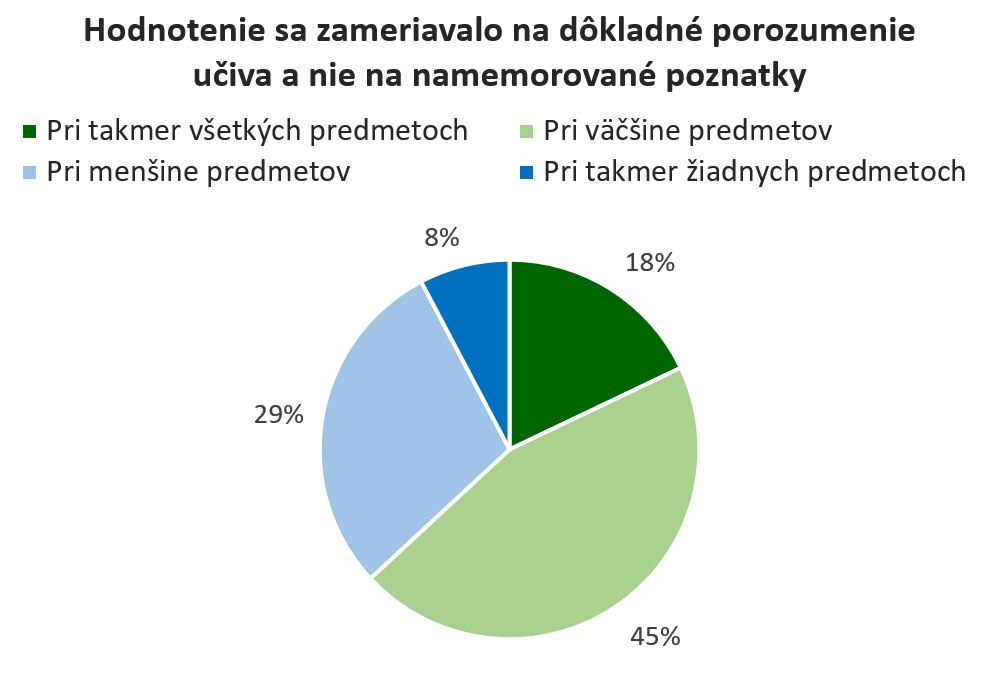 Hodnotenie sa zameriavalo na dôkladné porozumenie
učiva a nie na namemorované poznatky
Pri takmer všetkých predmetoch
Pri väčšine predmetov
Pri menšine predmetov
Pri takmer žiadnych predmetoch
8%
18%
29%
45%